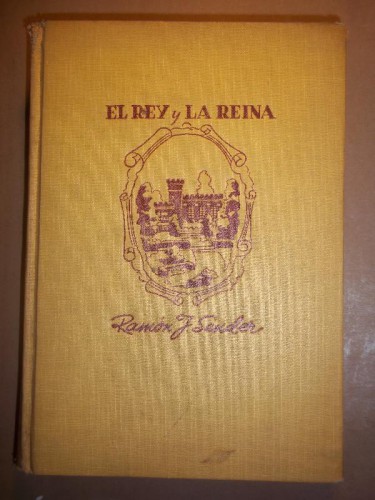 EL REY y LA REINA
Ramón J. Sender